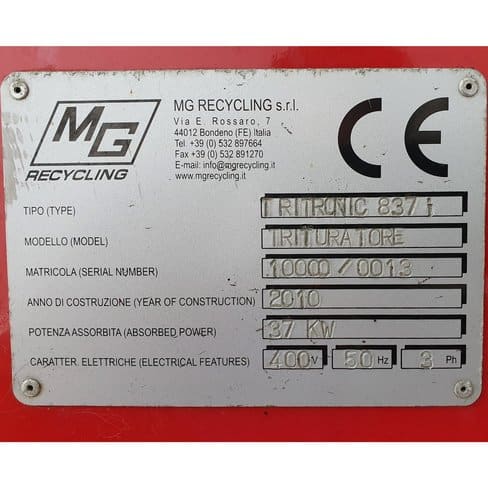 MG
RECYCLING
MG RECYCLING s.r.l.
Via E. Rossaro, 7
44012 Bondeno (FE) Italia
Tel. +39 (0) 532 897664
Fax +39 (0) 532 891270
E-mail: info@mgrecycling.it
www.mgrecycling.it
CE
TIPO (TYPE) TRITRONIC 837 i
MODELLO (MODEL) TRITURATORE
MATRICOLA (SERIAL NUMBER) 10000/0013
ANNO DI COSTRUZIONE (YEAR OF CONSTRUCTION) 2010
POTENZA ASSORBITA (ABSORBED POWER) 37 KW
CARATTER. ELETTRICHE (ELECTRICAL FEATURES) 400 V 50 Hz 3 Ph